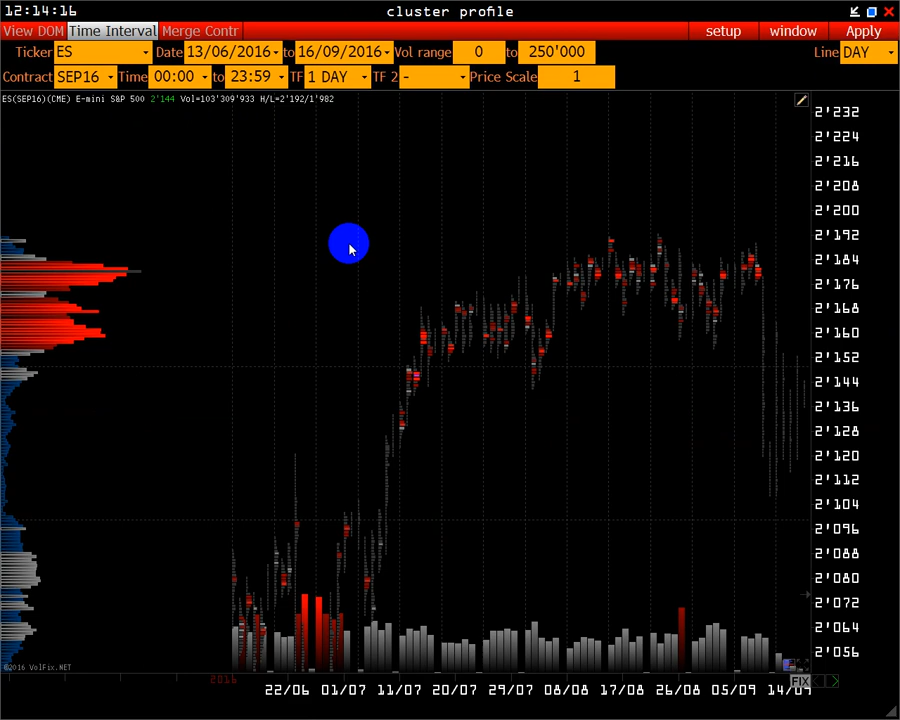 12:14:16 cluster profile
View DOM Time Interval Merge Contr setup window Apply
Ticker ES Date 13/06/2016 to 16/09/2016 Vol range 0 to 250'000 Line DAY
Contract SEP16 Time 00:00 to 23:59 TF 1 DAY TF 2 - Price Scale 1
ES(SEP16)(CME) E-mini S&P 500 2'144 Vol=103'309'933 H/L=2'192/1'982
2'232
2'224
2'216
2'208
2'200
2'192
2'184
2'176
2'168
2'160
2'152
2'144
2'136
2'128
2'120
2'112
2'104
2'096
2'088
2'080
2'072
2'064
2'056
©2016 VolFix.NET
2016 FIX
22/06 01/07 11/07 20/07 29/07 08/08 17/08 26/08 05/09 14/09